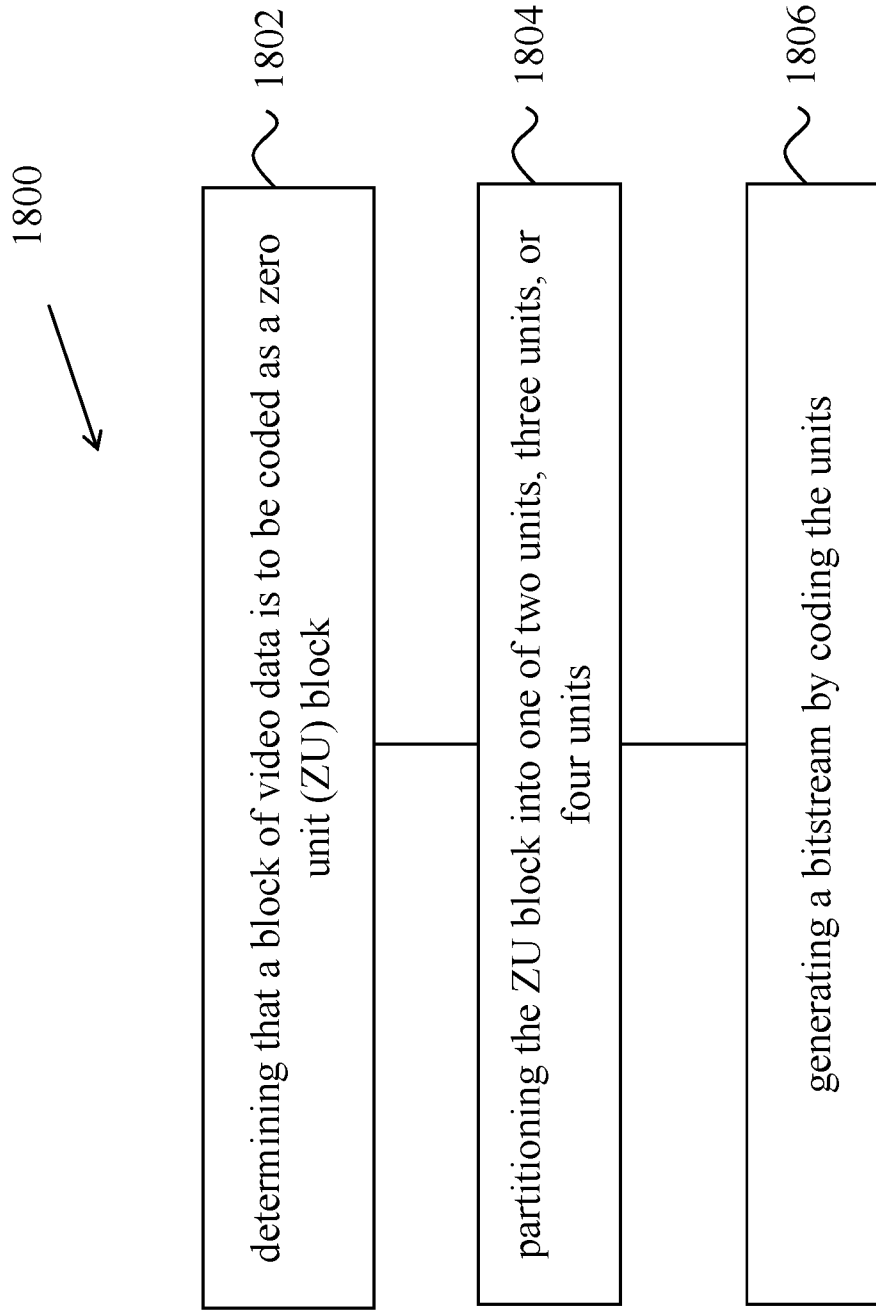 1800
determining that a block of video data is to be coded as a zero
unit (ZU) block
1802
partitioning the ZU block into one of two units, three units, or
four units
1804
generating a bitstream by coding the units
1806